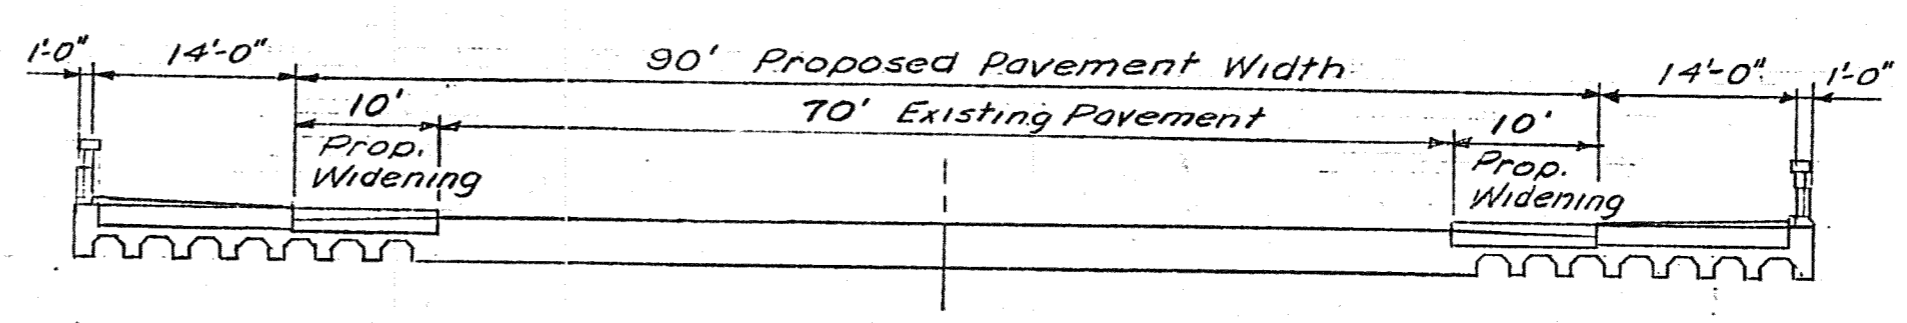 1'-0" 14'-0" 90' Proposed Pavement Width 14'-0" 1'-0"
10' 70' Existing Pavement 10'
Prop. Widening
Prop. Widening